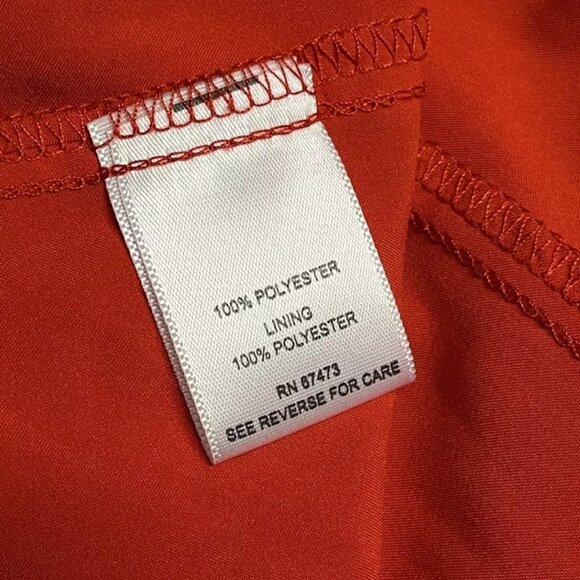 100% POLYESTER
LINING
100% POLYESTER
RN 67473
SEE REVERSE FOR CARE